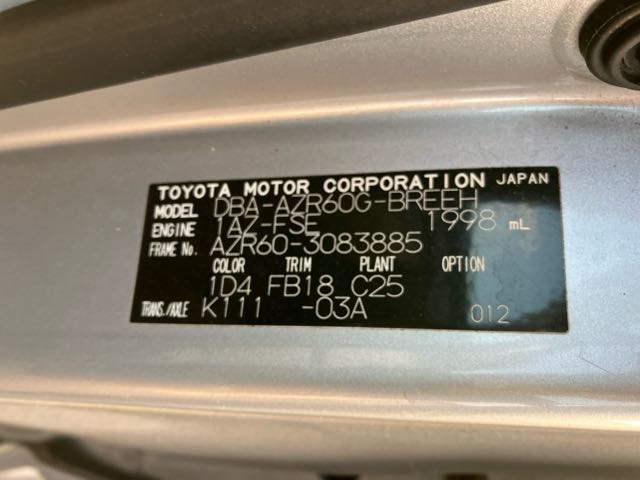 TOYOTA MOTOR CORPORATION JAPAN
MODEL DBA-AZR60G-BREEH
ENGINE 1AZ-FSE 1998 mL
FRAME No. AZR60-3083885
COLOR TRIM PLANT OPTION
1D4 FB18 C25
TRANS./AXLE K111 -03A 012